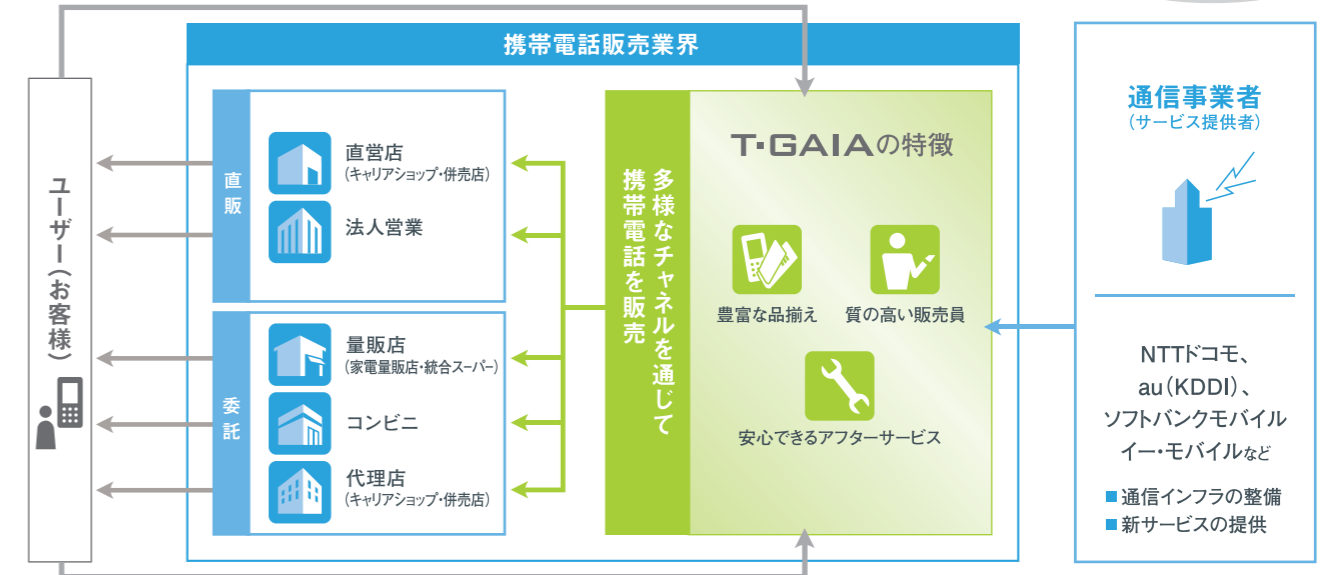 携帯電話販売業界
ユーザー(お客様)
直販
直営店
(キャリアショップ・併売店)
法人営業
委託
量販店
(家電量販店・統合スーパー)
コンビニ
代理店
(キャリアショップ・併売店)
多様なチャネルを通じて
携帯電話を販売
T・GAIAの特徴
豊富な品揃え
質の高い販売員
安心できるアフターサービス
通信事業者
(サービス提供者)
NTTドコモ、
au(KDDI)、
ソフトバンクモバイル
イー・モバイルなど
■通信インフラの整備
■新サービスの提供